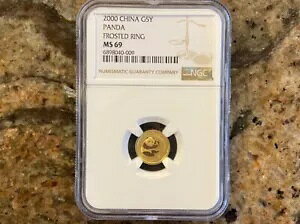 2000 CHINA G5Y
PANDA
FROSTED RING
MS 69
6898040-009
NUMISMATIC GUARANTY COMPANY
NGC